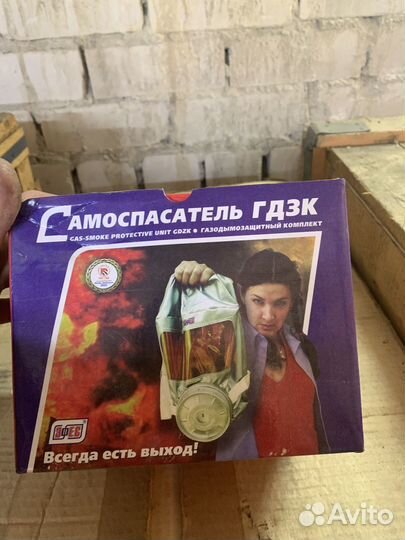 САМОСПАСАТЕЛЬ ГДЗК
GAS-SMOKE PROTECTIVE UNIT GDZK ● ГАЗОДЫМОЗАЩИТНЫЙ КОМПЛЕКТ
Всегда есть выход!
Avito